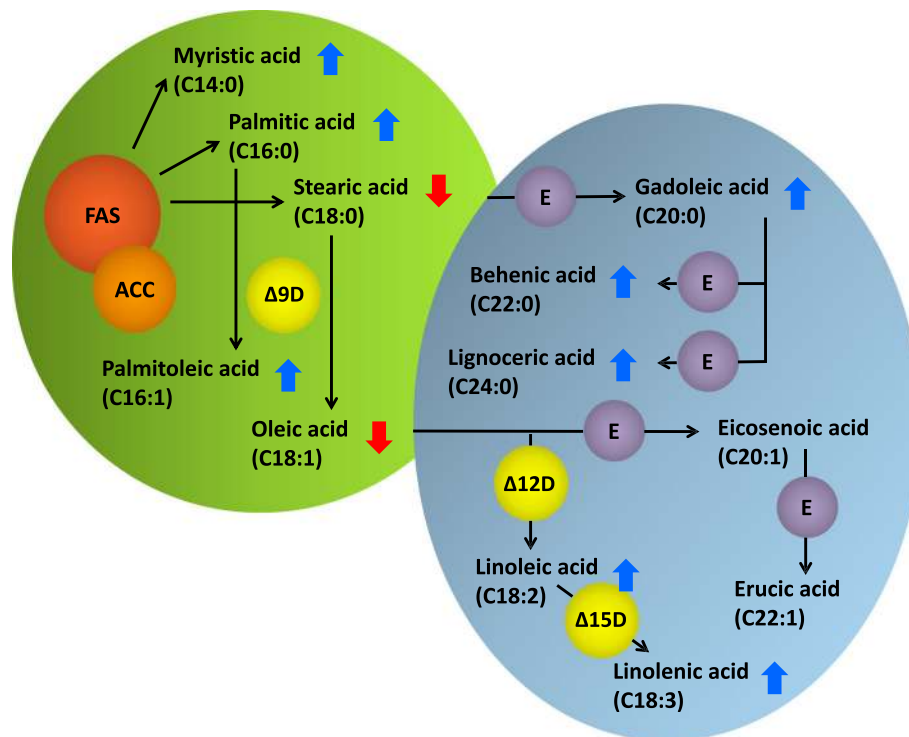 Myristic acid
(C14:0)
Palmitic acid
(C16:0)
Stearic acid
(C18:0)
FAS
ACC
Δ9D
Palmitoleic acid
(C16:1)
Oleic acid
(C18:1)
E
Gadoleic acid
(C20:0)
Behenic acid
(C22:0)
E
Lignoceric acid
(C24:0)
E
E
Eicosenoic acid
(C20:1)
Δ12D
E
Linoleic acid
(C18:2)
Δ15D
Erucic acid
(C22:1)
Linolenic acid
(C18:3)